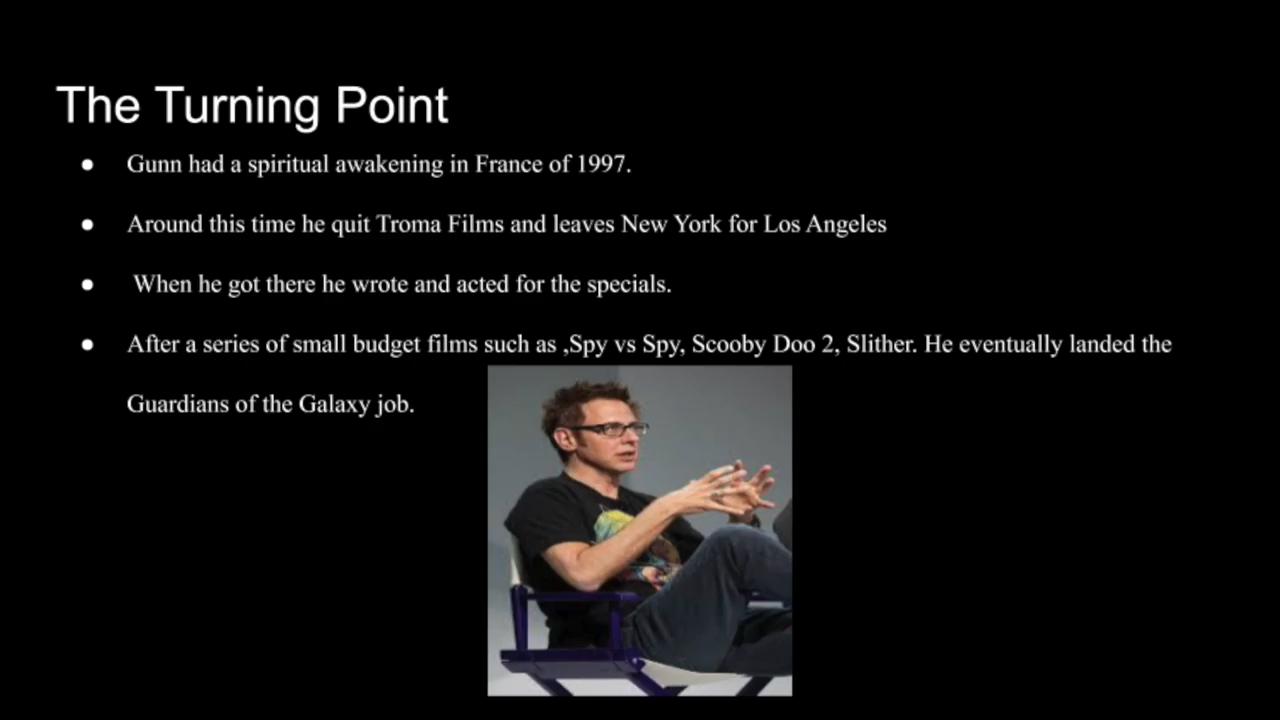 The Turning Point
● Gunn had a spiritual awakening in France of 1997.
● Around this time he quit Troma Films and leaves New York for Los Angeles
● When he got there he wrote and acted for the specials.
● After a series of small budget films such as ,Spy vs Spy, Scooby Doo 2, Slither. He eventually landed the
Guardians of the Galaxy job.